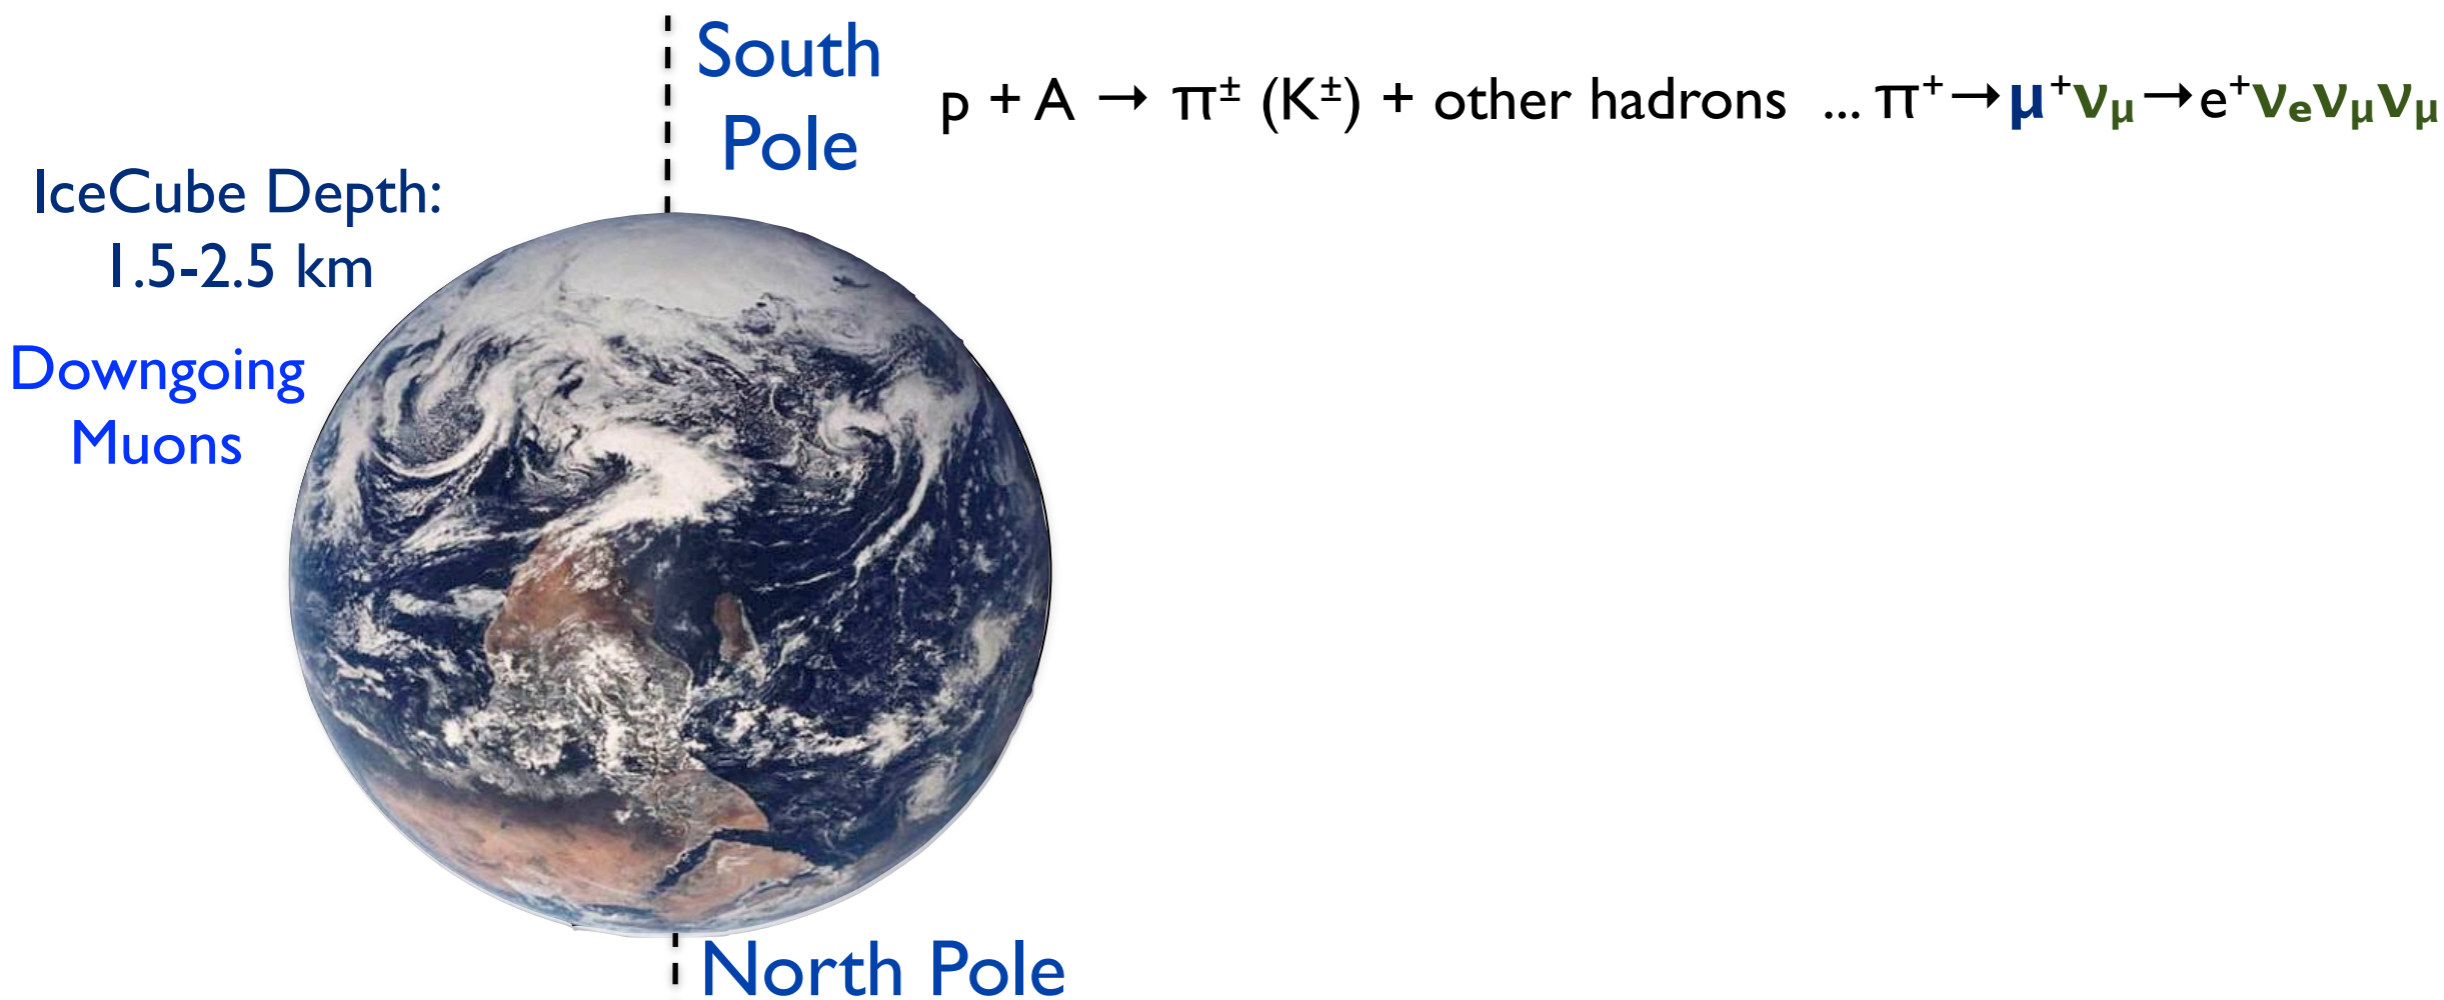 South
Pole
p + A → π± (K±) + other hadrons ... π⁺→μ⁺νμ→e⁺νeνμνμ
IceCube Depth:
1.5-2.5 km
Downgoing
Muons
North Pole